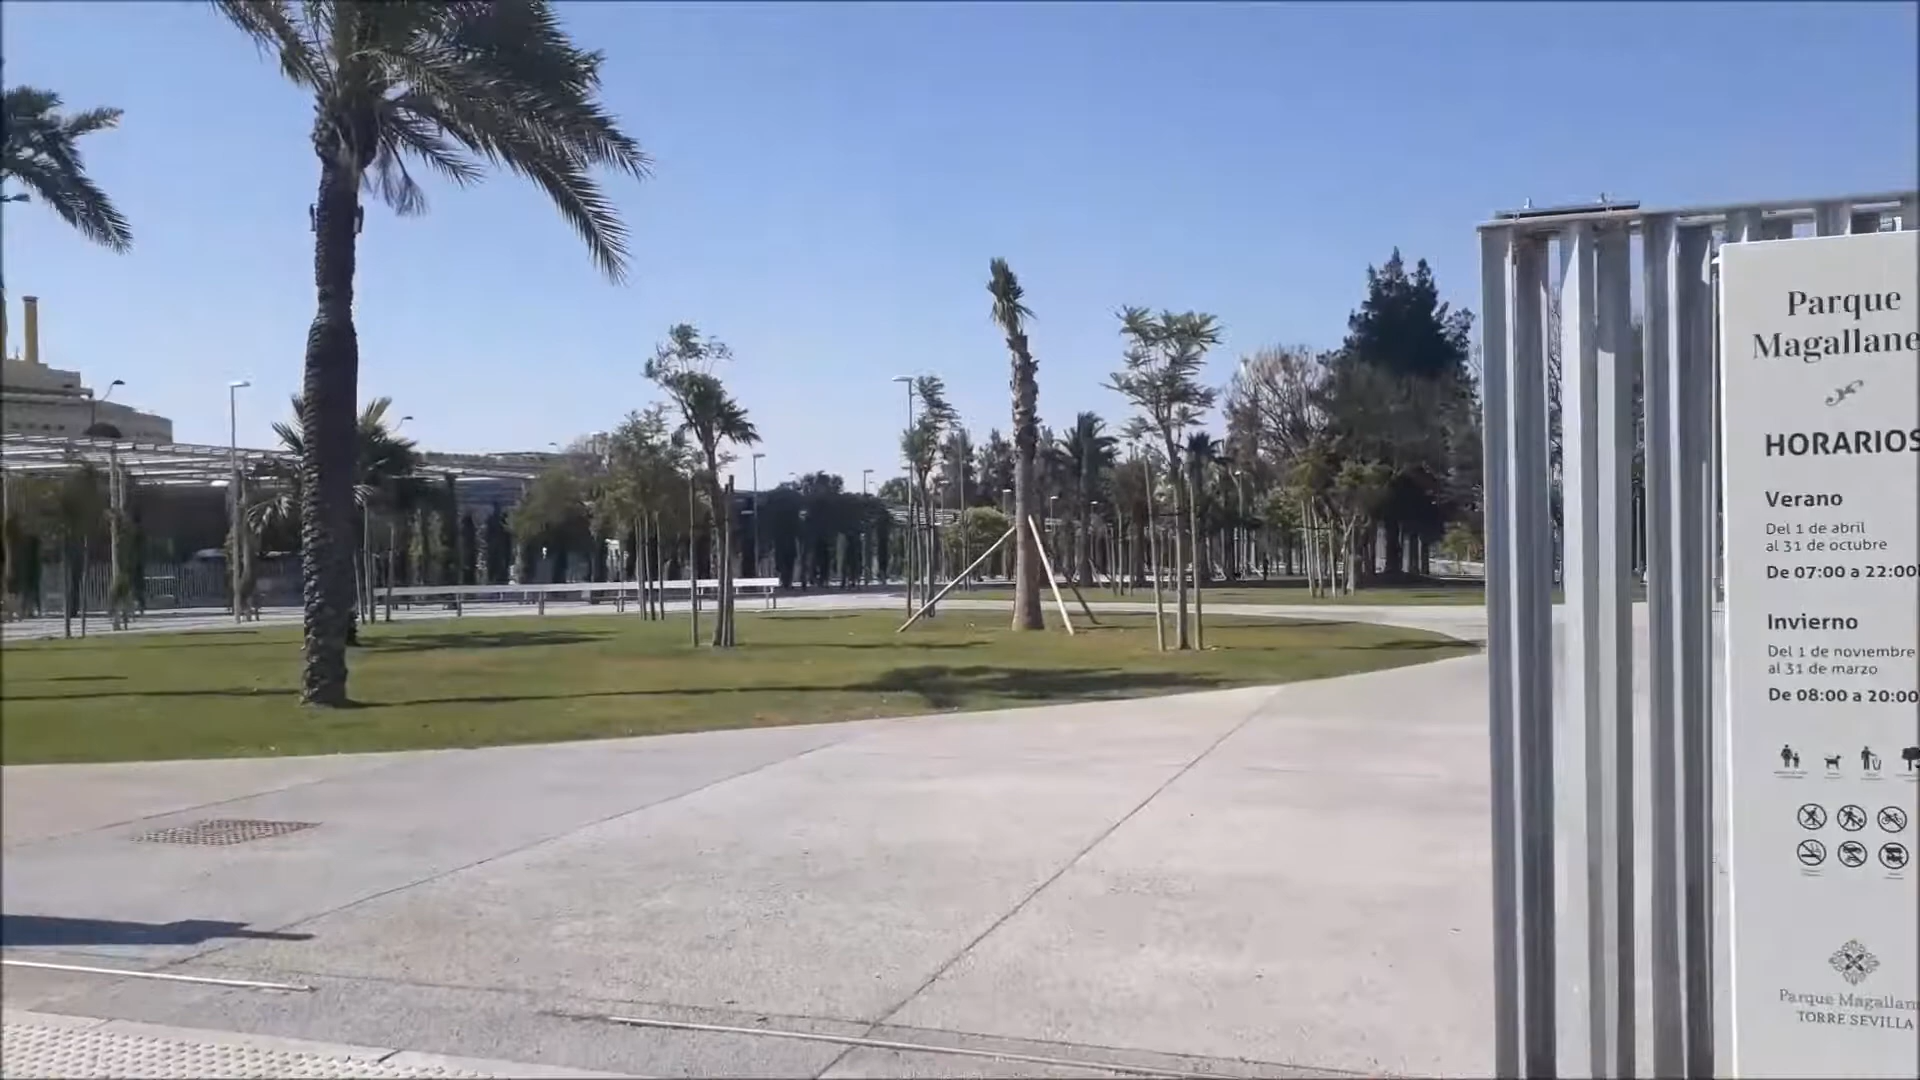 Parque
Magallane
HORARIOS
Verano
Del 1 de abril
al 31 de octubre
De 07:00 a 22:00
Invierno
Del 1 de noviembre
al 31 de marzo
De 08:00 a 20:00
Parque Magallan
TORRE SEVILLA